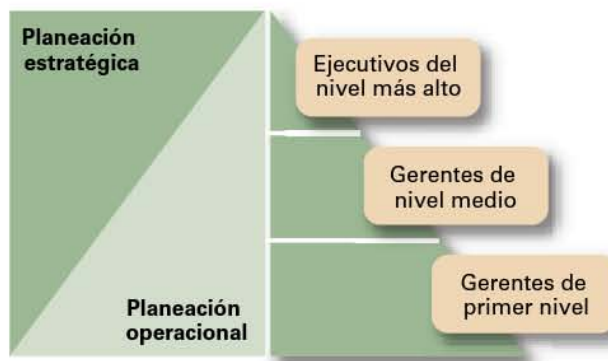 Planeación
estratégica
Ejecutivos del
nivel más alto
Gerentes de
nivel medio
Planeación
operacional
Gerentes de
primer nivel